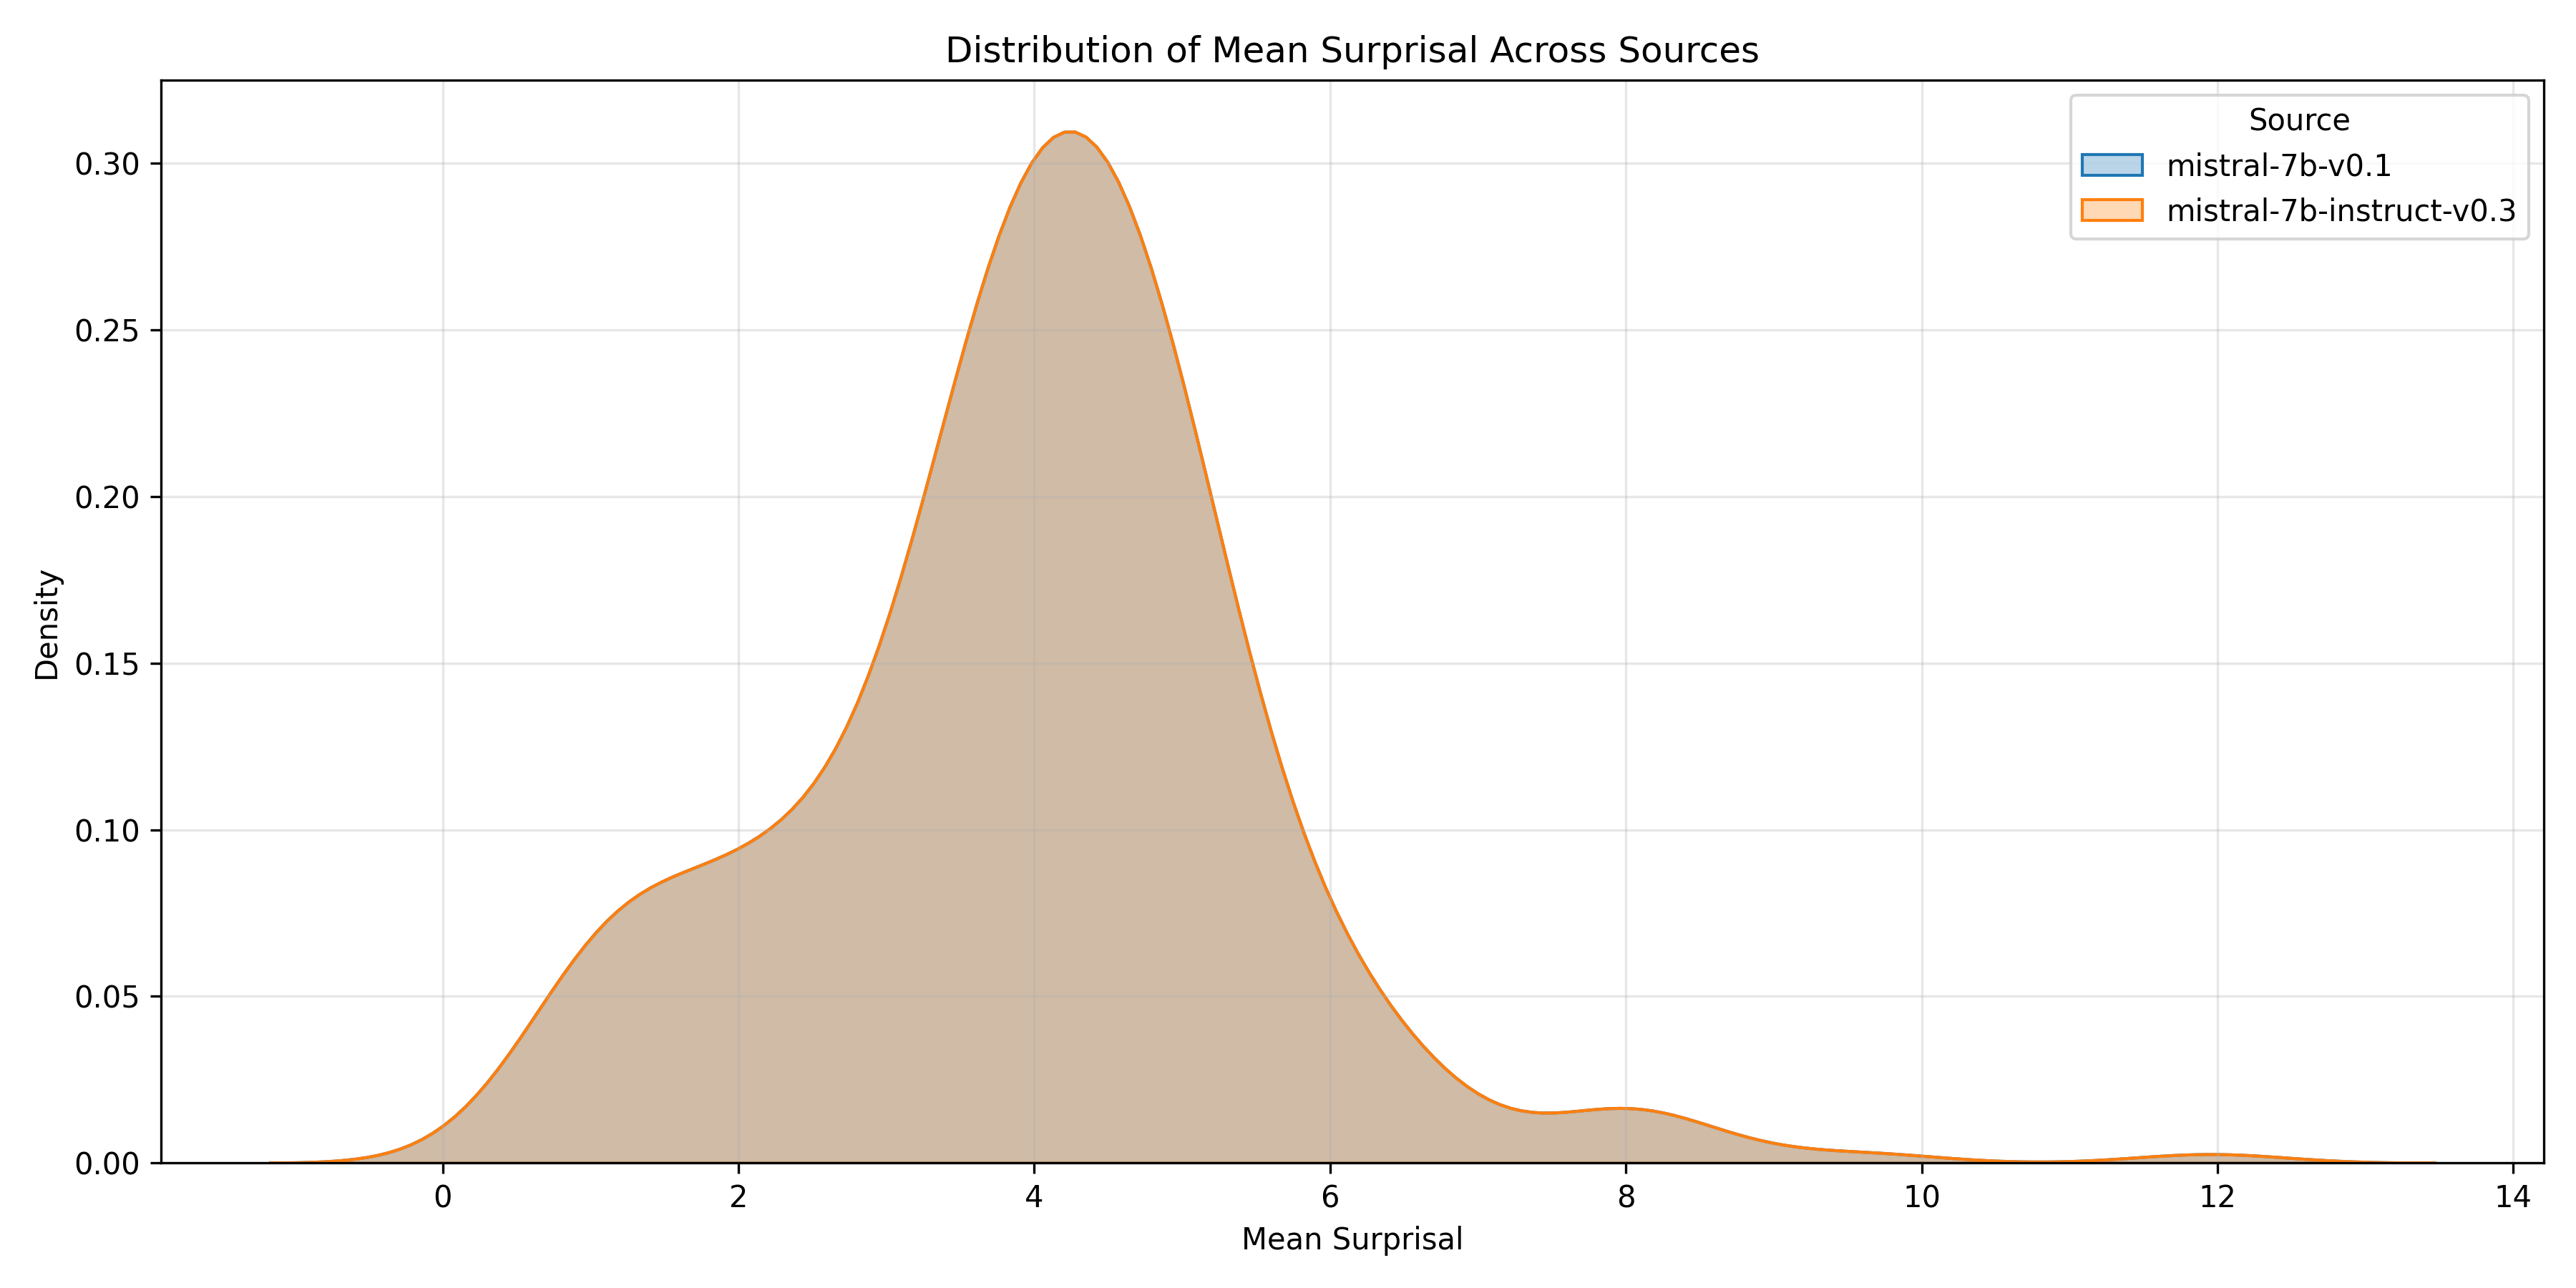 Distribution of Mean Surprisal Across Sources
Source
mistral-7b-v0.1
mistral-7b-instruct-v0.3
Density
0.30
0.25
0.20
0.15
0.10
0.05
0.00
0 2 4 6 8 10 12 14
Mean Surprisal